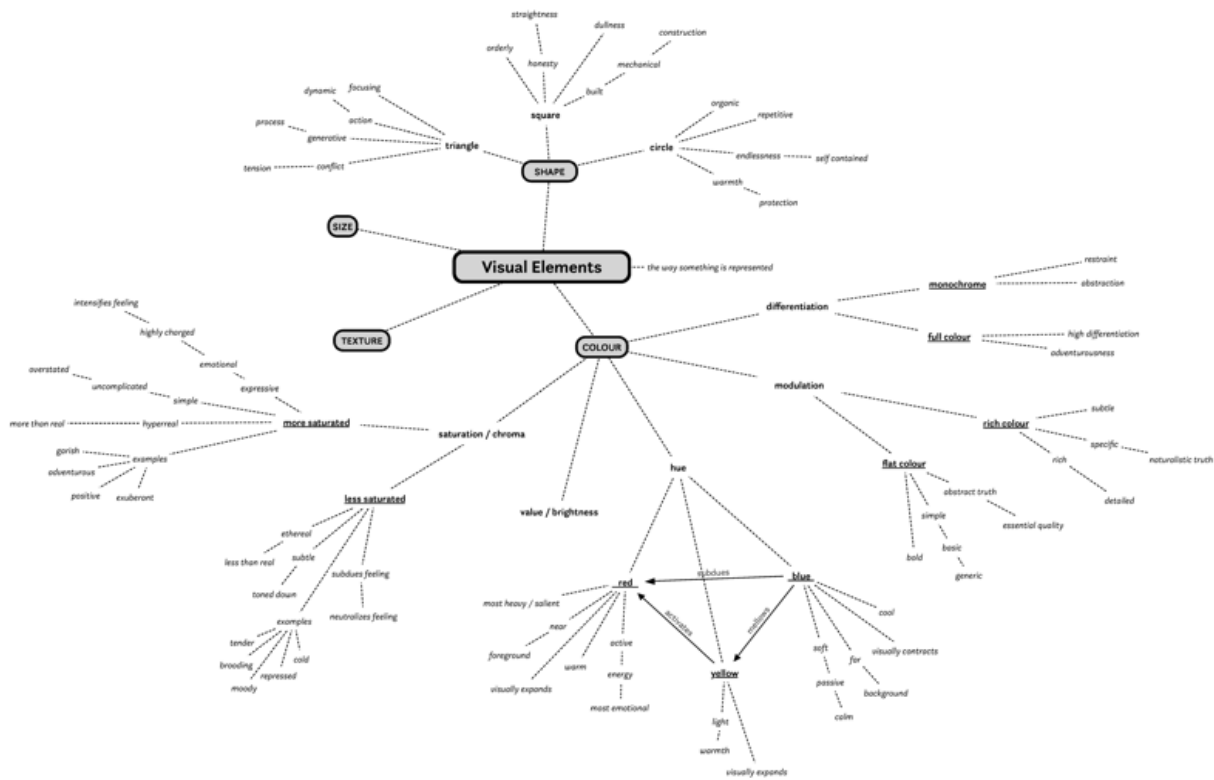 straightness
dullness
construction
orderly
honesty
mechanical
built
square
dynamic
focusing
process
action
generative
tension
conflict
triangle
organic
repetitive
circle
endlessness
self contained
warmth
protection
SHAPE
SIZE
Visual Elements
the way something is represented
TEXTURE
COLOUR
differentiation
monochrome
restraint
abstraction
full colour
high differentiation
adventurousness
modulation
rich colour
subtle
specific
naturalistic truth
rich
detailed
flat colour
abstract truth
essential quality
simple
basic
generic
bold
intensifies feeling
highly charged
emotional
expressive
overstated
uncomplicated
simple
more than real
hyperreal
more saturated
garish
examples
adventurous
positive
exuberant
saturation / chroma
less saturated
ethereal
less than real
subtle
toned down
subdues feeling
neutralizes feeling
examples
tender
brooding
moody
repressed
cold
value / brightness
hue
red
subdues
blue
activates
mellows
yellow
most heavy / salient
near
foreground
visually expands
warm
active
energy
most emotional
light
warmth
visually expands
cool
visually contracts
soft
far
passive
background
calm